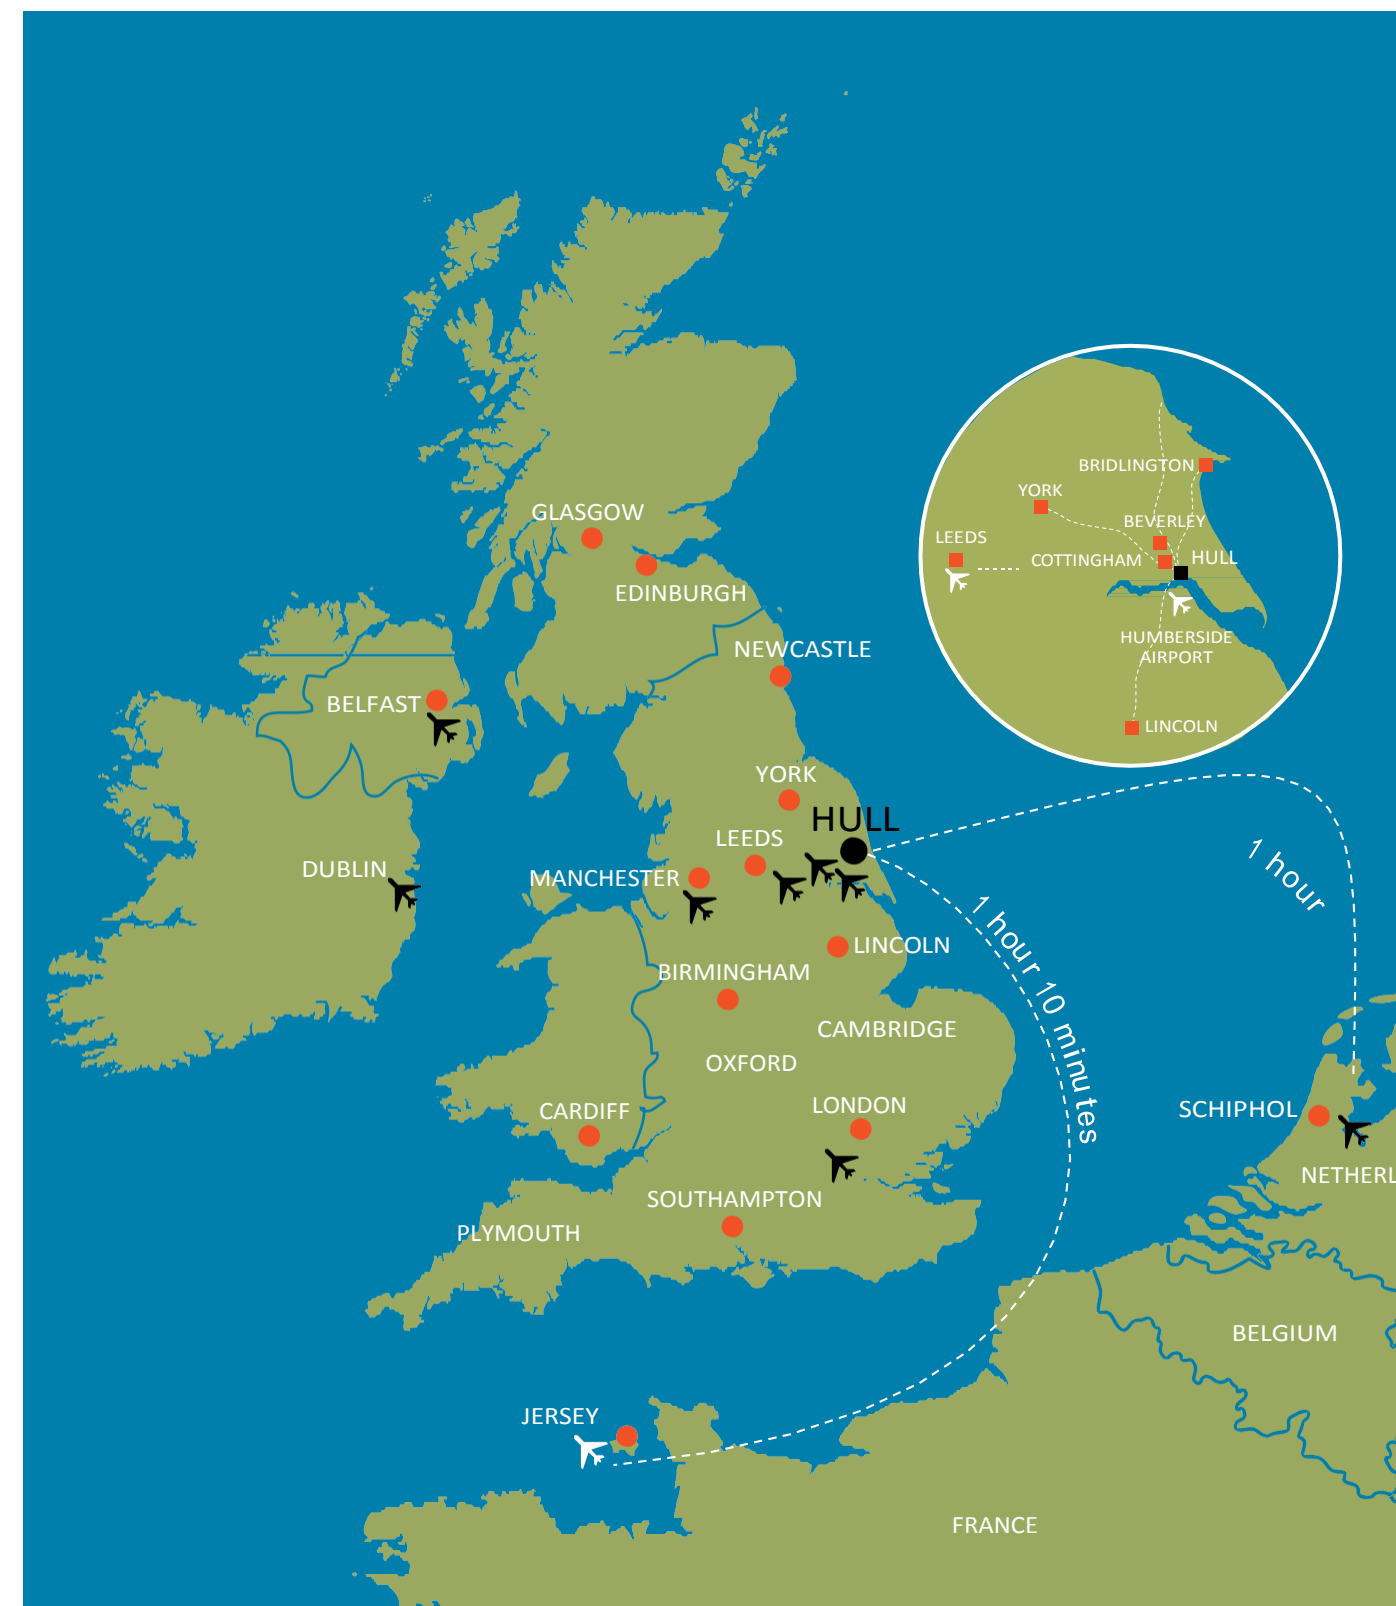 BRIDLINGTON
YORK
BEVERLEY
LEEDS
COTTINGHAM
HULL
HUMBERSIDE
AIRPORT
LINCOLN
GLASGOW
EDINBURGH
NEWCASTLE
BELFAST
YORK
HULL
LEEDS
DUBLIN
MANCHESTER
1 hour
1 hour 10 minutes
LINCOLN
BIRMINGHAM
CAMBRIDGE
OXFORD
CARDIFF
LONDON
SCHIPHOL
NETHERL
SOUTHAMPTON
PLYMOUTH
BELGIUM
JERSEY
FRANCE